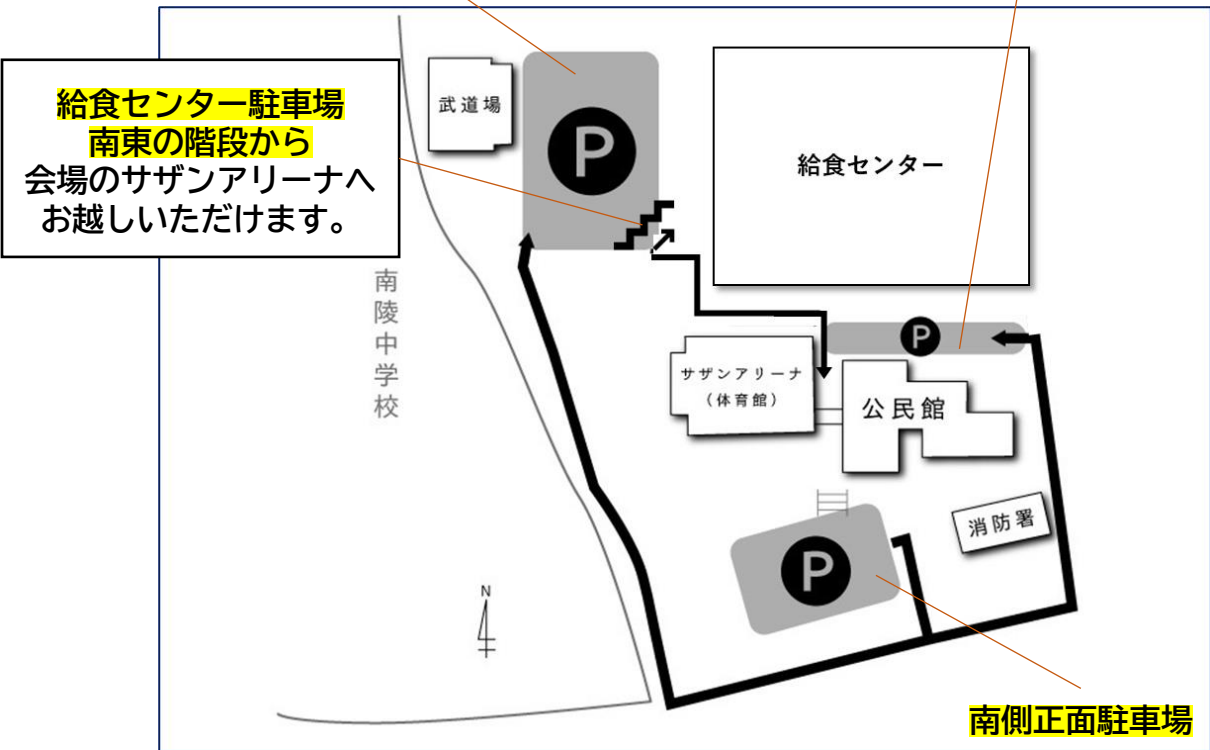 給食センター駐車場
南東の階段から
会場のサザンアリーナへ
お越しいただけます。
武道場
P
給食センター
南陵中学校
P
サザンアリーナ
（体育館）
公民館
消防署
P
N
南側正面駐車場